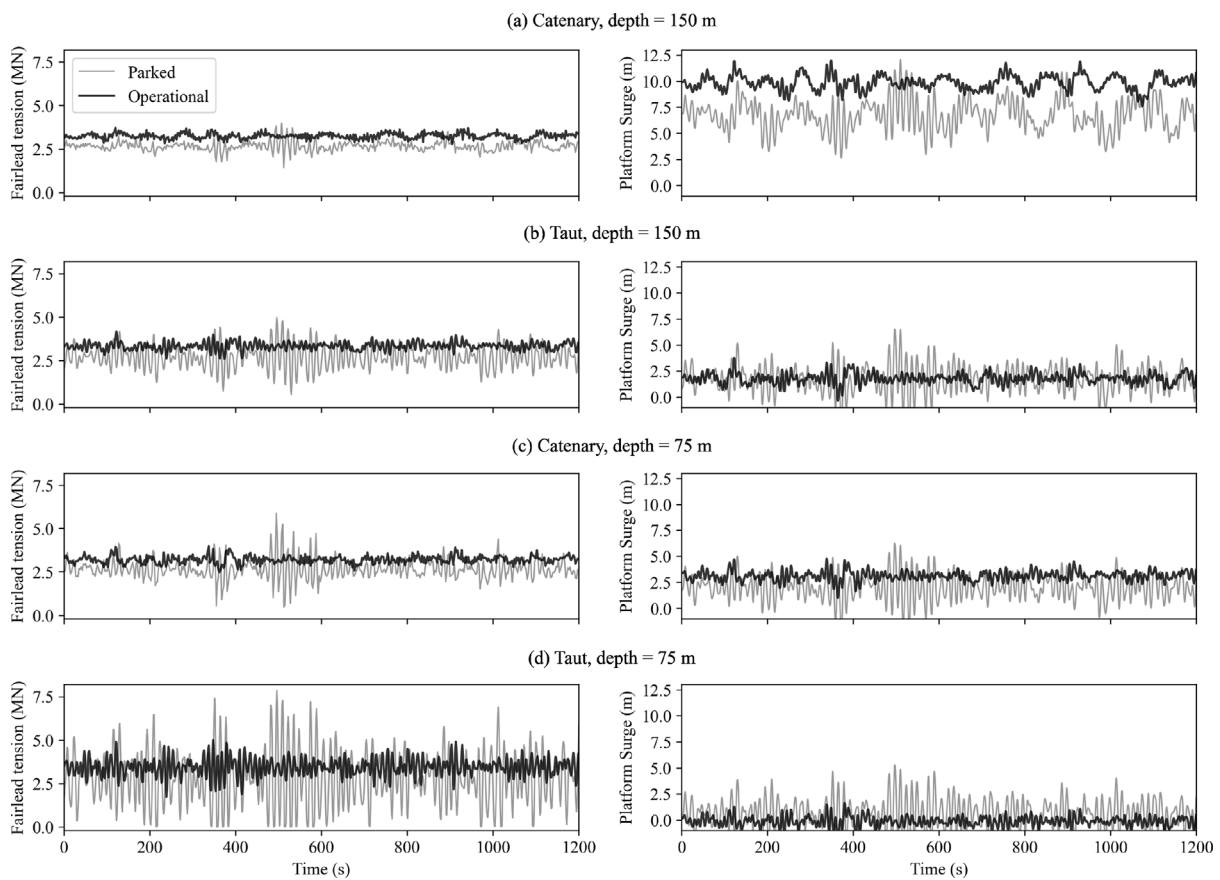 (a) Catenary, depth = 150 m
Fairlead tension (MN)
7.5
5.0
2.5
0.0
Parked
Operational
Platform Surge (m)
12.5
10.0
7.5
5.0
2.5
0.0
(b) Taut, depth = 150 m
Fairlead tension (MN)
7.5
5.0
2.5
0.0
Platform Surge (m)
12.5
10.0
7.5
5.0
2.5
0.0
(c) Catenary, depth = 75 m
Fairlead tension (MN)
7.5
5.0
2.5
0.0
Platform Surge (m)
12.5
10.0
7.5
5.0
2.5
0.0
(d) Taut, depth = 75 m
Fairlead tension (MN)
7.5
5.0
2.5
0.0
0 200 400 600 800 1000 1200
Time (s)
Platform Surge (m)
12.5
10.0
7.5
5.0
2.5
0.0
0 200 400 600 800 1000 1200
Time (s)